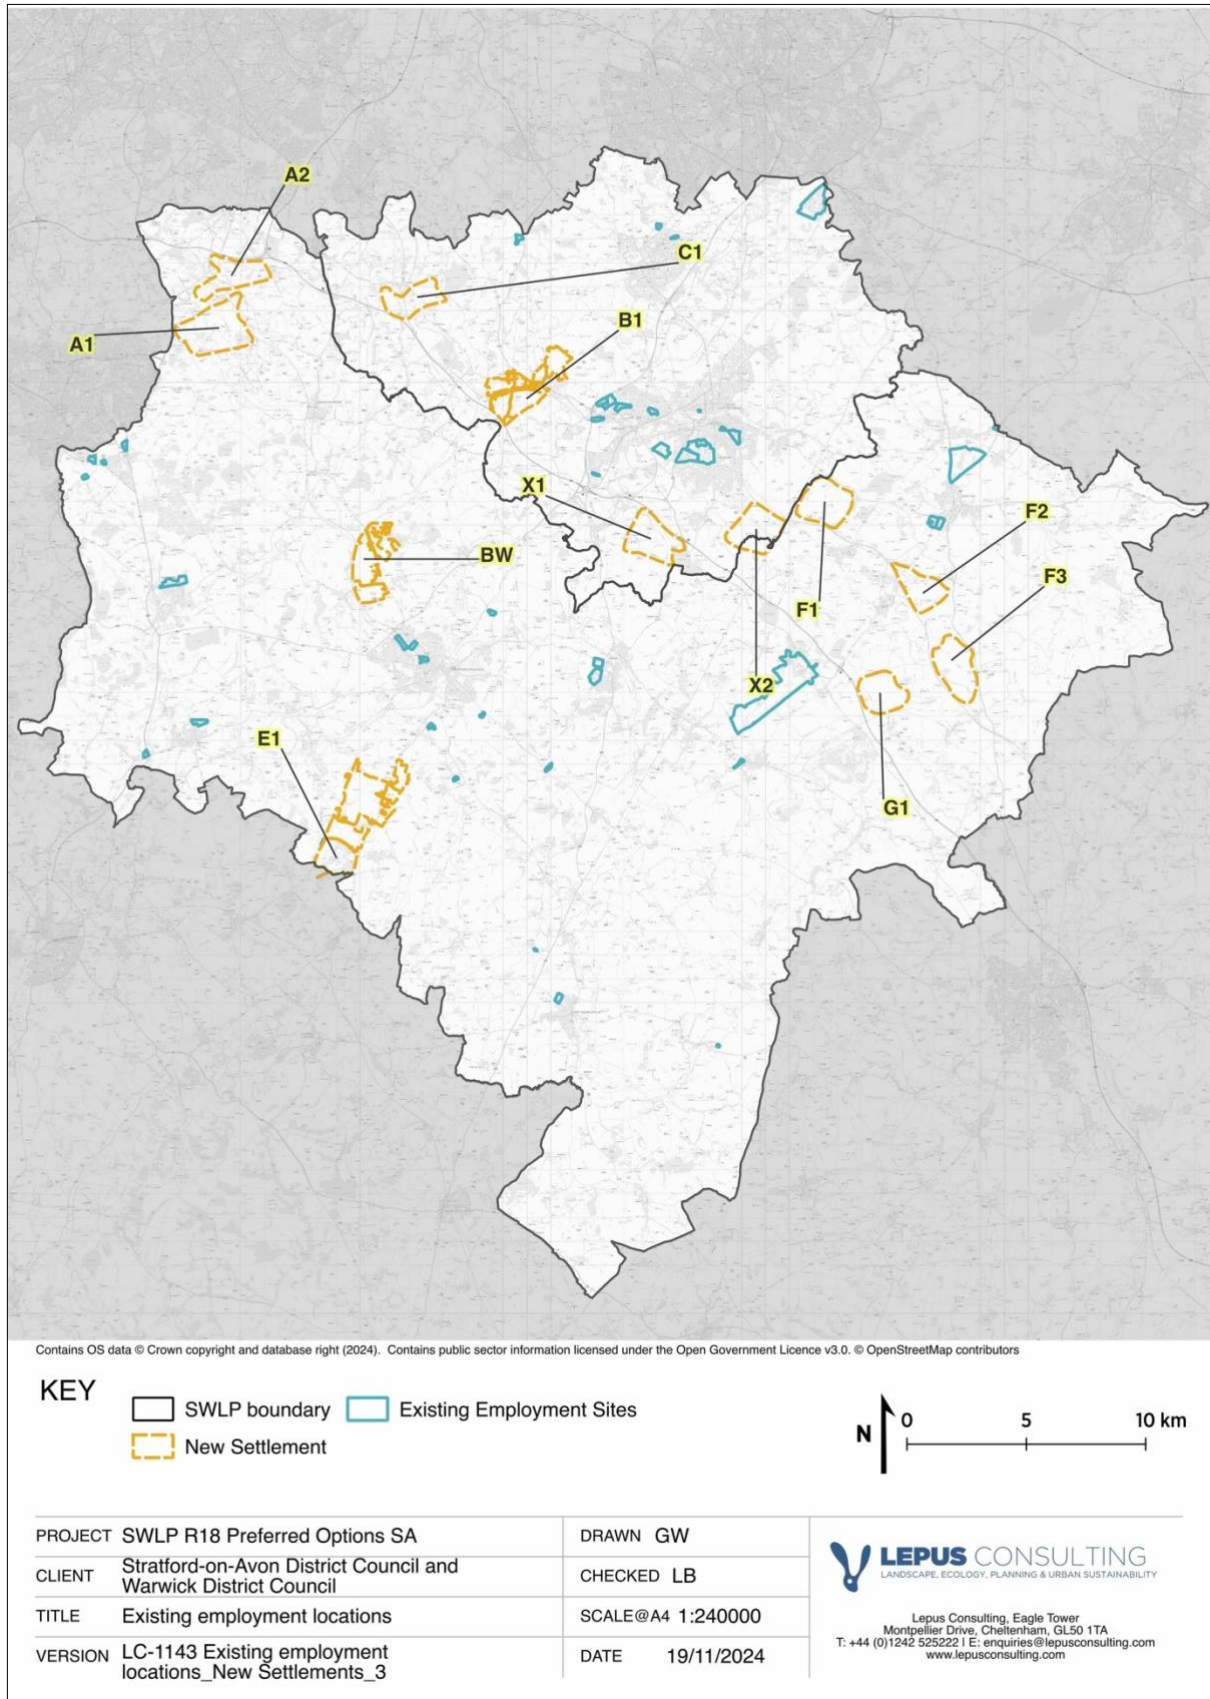 A2
C1
B1
A1
X1
F2
BW
F3
F1
X2
E1
G1
Contains OS data © Crown copyright and database right (2024). Contains public sector information licensed under the Open Government Licence v3.0. © OpenStreetMap contributors
KEY
SWLP boundary
Existing Employment Sites
New Settlement
N
0 5 10 km
PROJECT SWLP R18 Preferred Options SA
CLIENT Stratford-on-Avon District Council and
Warwick District Council
TITLE Existing employment locations
VERSION LC-1143 Existing employment
locations_New Settlements_3
DRAWN GW
CHECKED LB
SCALE@A4 1:240000
DATE 19/11/2024
LEPUS CONSULTING
LANDSCAPE, ECOLOGY, PLANNING & URBAN SUSTAINABILITY
Lepus Consulting, Eagle Tower
Montpellier Drive, Cheltenham, GL50 1TA
T: +44 (0)1242 525222 | E: enquiries@lepusconsulting.com
www.lepusconsulting.com